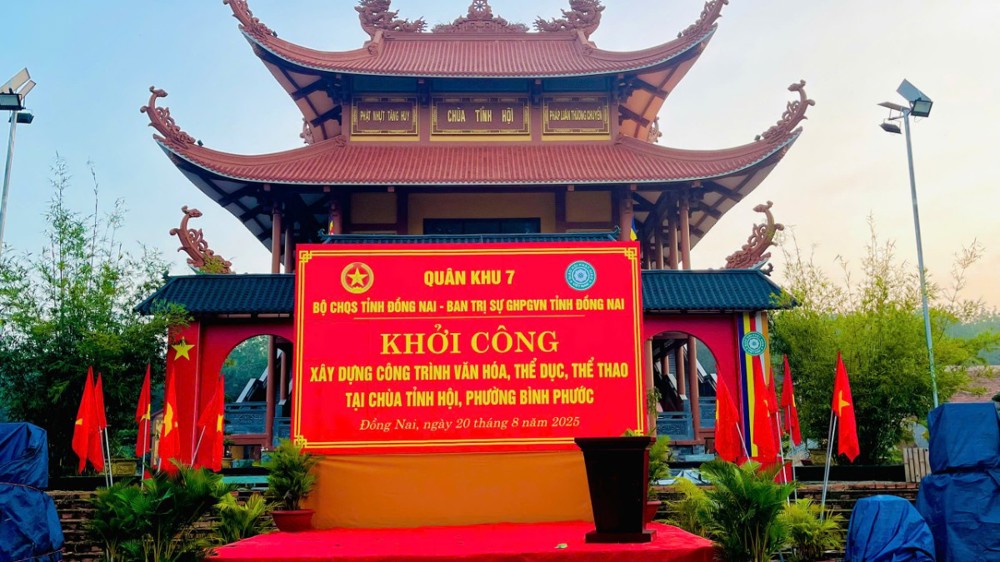 PHẬT NHỰT TĂNG HUY
CHÙA TỈNH HỘI
PHÁP LUÂN THƯỜNG CHUYỂN
QUÂN KHU 7
BỘ CHQS TỈNH ĐỒNG NAI - BAN TRỊ SỰ GHPGVN TỈNH ĐỒNG NAI
KHỞI CÔNG
XÂY DỰNG CÔNG TRÌNH VĂN HÓA, THỂ DỤC, THỂ THAO
TẠI CHÙA TỈNH HỘI, PHƯỜNG BÌNH PHƯỚC
Đồng Nai, ngày 20 tháng 8 năm 2025